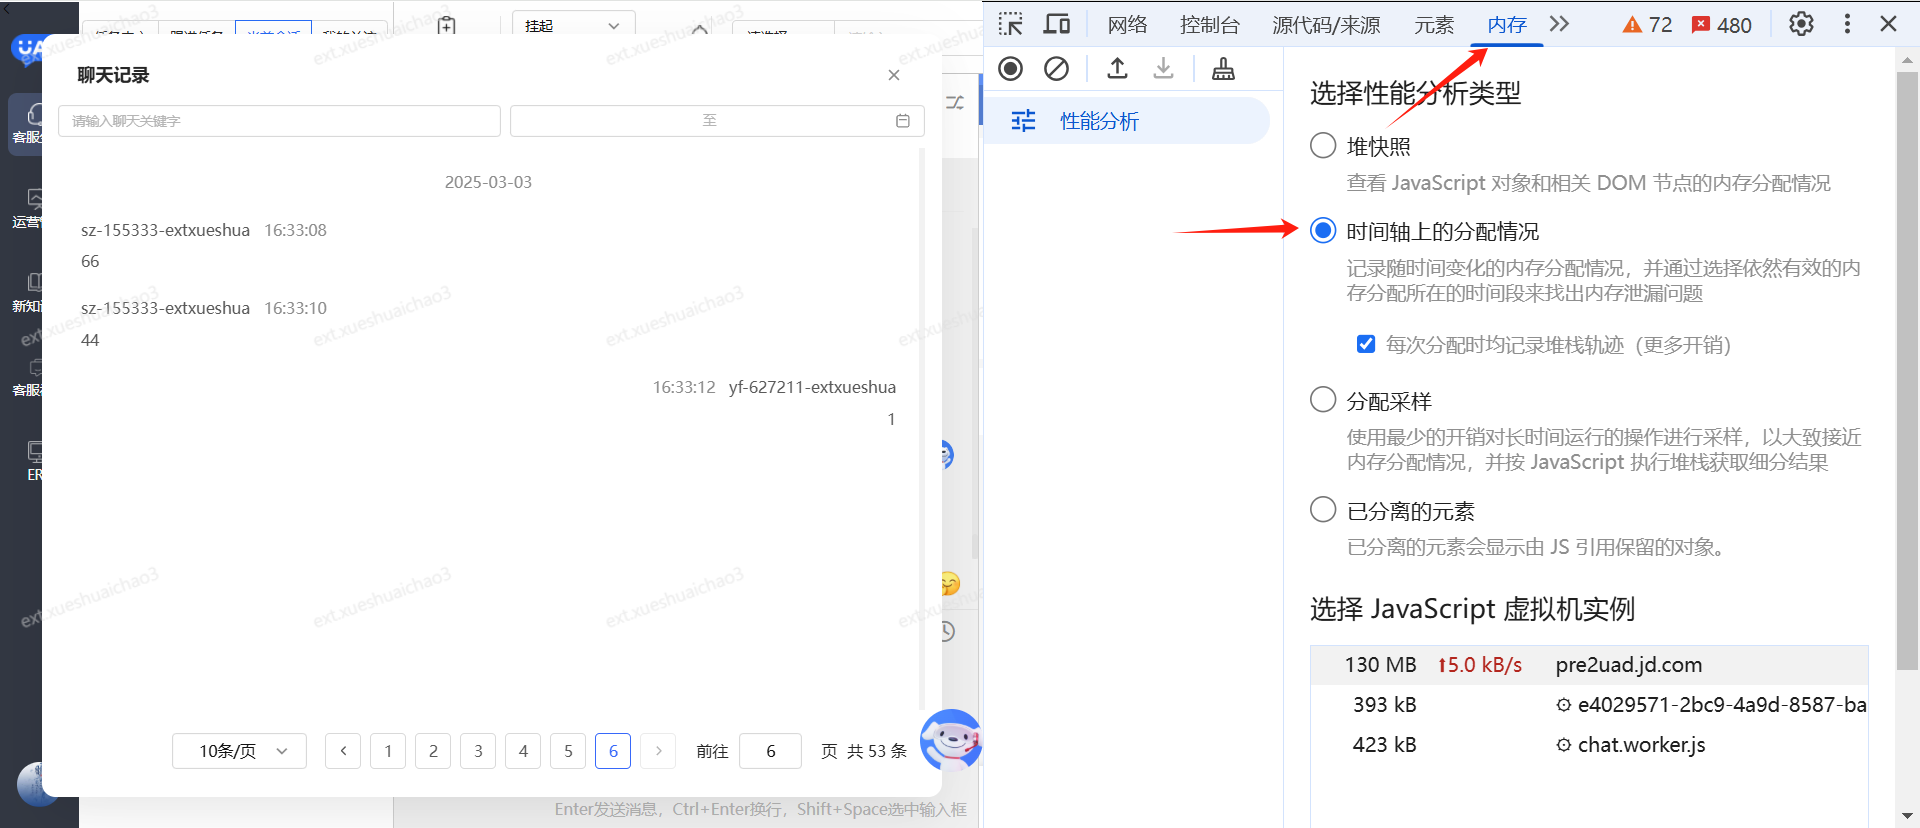 挂起
聊天记录
请输入聊天关键字
至
2025-03-03
sz-155333-extxueshua 16:33:08
66
sz-155333-extxueshua 16:33:10
44
16:33:12 yf-627211-extxueshua
1
10条/页
1
2
3
4
5
6
前往
6
页 共 53 条
Enter发送消息，Ctrl+Enter换行，Shift+Space选中输入框
ER
ext.xueshuaichao3
ext.xueshuaichao3
ext.xueshuaichao3
ext.xueshuaichao3
ext.xueshuaichao3
ext.xueshuaichao3
网络
控制台
源代码/来源
元素
内存
72
480
性能分析
选择性能分析类型
堆快照
查看 JavaScript 对象和相关 DOM 节点的内存分配情况
时间轴上的分配情况
记录随时间变化的内存分配情况，并通过选择依然有效的内
存分配所在的时间段来找出内存泄漏问题
每次分配时均记录堆栈轨迹（更多开销）
分配采样
使用最少的开销对长时间运行的操作进行采样，以大致接近
内存分配情况，并按 JavaScript 执行堆栈获取细分结果
已分离的元素
已分离的元素会显示由 JS 引用保留的对象。
选择 JavaScript 虚拟机实例
130 MB ↑5.0 kB/s pre2uad.jd.com
393 kB e4029571-2bc9-4a9d-8587-ba
423 kB chat.worker.js